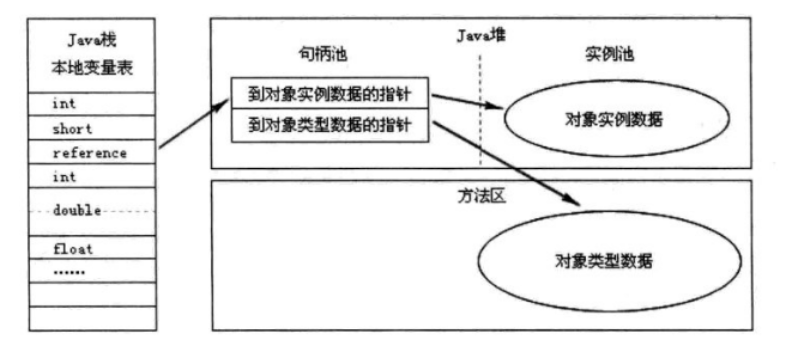 Java栈
本地变量表
int
short
reference
int
double
float
……
Java堆
句柄池
实例池
到对象实例数据的指针
到对象类型数据的指针
对象实例数据
方法区
对象类型数据